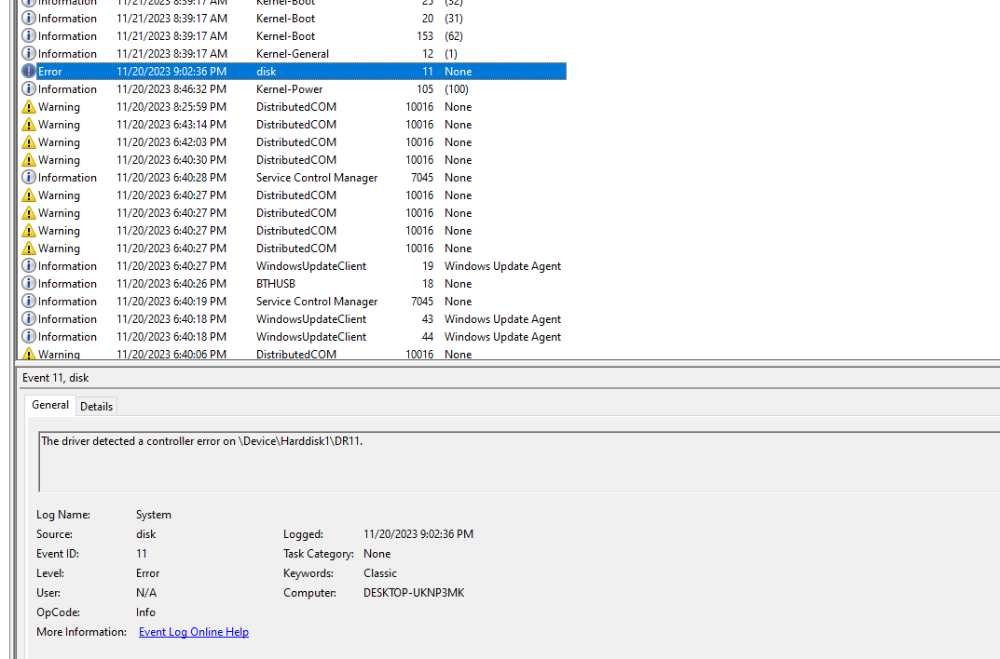 Information 11/21/2023 8:39:17 AM Kernel-Boot 25 (32)
Information 11/21/2023 8:39:17 AM Kernel-Boot 20 (31)
Information 11/21/2023 8:39:17 AM Kernel-Boot 153 (62)
Information 11/21/2023 8:39:17 AM Kernel-General 12 (1)
Error 11/20/2023 9:02:36 PM disk 11 None
Information 11/20/2023 8:46:32 PM Kernel-Power 105 (100)
Warning 11/20/2023 8:25:59 PM DistributedCOM 10016 None
Warning 11/20/2023 6:43:14 PM DistributedCOM 10016 None
Warning 11/20/2023 6:42:03 PM DistributedCOM 10016 None
Warning 11/20/2023 6:40:30 PM DistributedCOM 10016 None
Information 11/20/2023 6:40:28 PM Service Control Manager 7045 None
Warning 11/20/2023 6:40:27 PM DistributedCOM 10016 None
Warning 11/20/2023 6:40:27 PM DistributedCOM 10016 None
Warning 11/20/2023 6:40:27 PM DistributedCOM 10016 None
Warning 11/20/2023 6:40:27 PM DistributedCOM 10016 None
Information 11/20/2023 6:40:27 PM WindowsUpdateClient 19 Windows Update Agent
Information 11/20/2023 6:40:26 PM BTHUSB 18 None
Information 11/20/2023 6:40:19 PM Service Control Manager 7045 None
Information 11/20/2023 6:40:18 PM WindowsUpdateClient 43 Windows Update Agent
Information 11/20/2023 6:40:18 PM WindowsUpdateClient 44 Windows Update Agent
Warning 11/20/2023 6:40:06 PM DistributedCOM 10016 None
Event 11, disk
General Details
The driver detected a controller error on \Device\Harddisk1\DR11.
Log Name: System
Source: disk Logged: 11/20/2023 9:02:36 PM
Event ID: 11 Task Category: None
Level: Error Keywords: Classic
User: N/A Computer: DESKTOP-UKNP3MK
OpCode: Info
More Information: Event Log Online Help